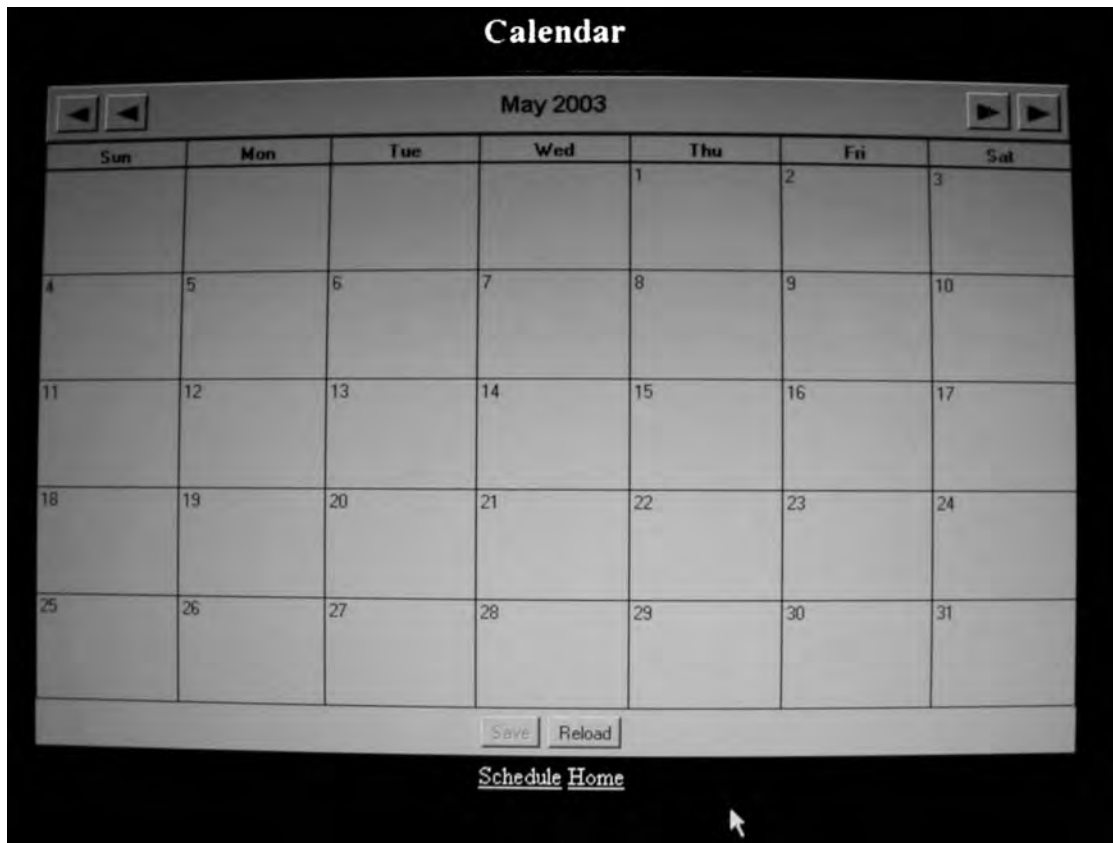 Calendar
May 2003
Sun Mon Tue Wed Thu Fri Sat
1 2 3
4 5 6 7 8 9 10
11 12 13 14 15 16 17
18 19 20 21 22 23 24
25 26 27 28 29 30 31
Save Reload
Schedule Home